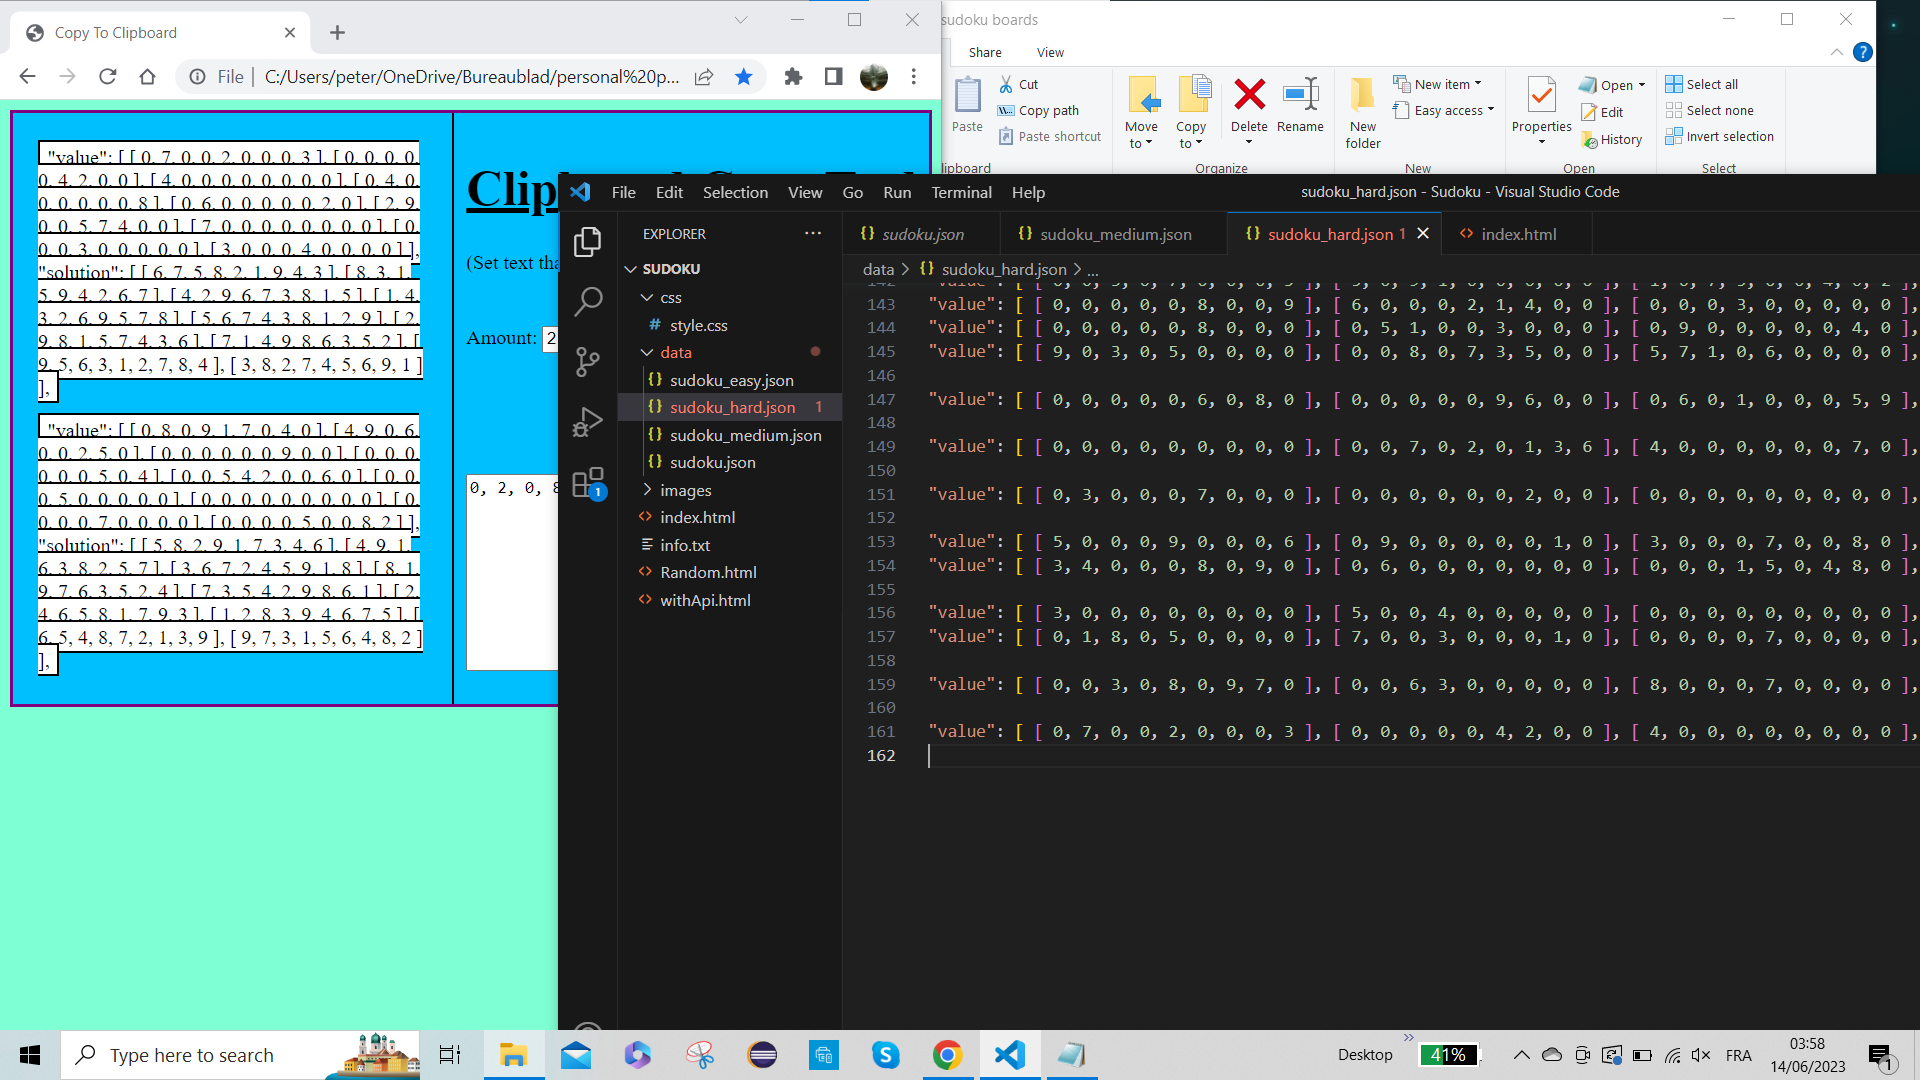 Copy To Clipboard
File | C:/Users/peter/OneDrive/Bureaublad/personal%20p...
"value": [ [ 0, 7, 0, 0, 2, 0, 0, 0, 3 ], [ 0, 0, 0, 0,
0, 4, 2, 0, 0 ], [ 4, 0, 0, 0, 0, 0, 0, 0, 0 ], [ 0, 4, 0,
0, 0, 0, 0, 0, 8 ], [ 0, 6, 0, 0, 0, 0, 0, 2, 0 ], [ 2, 9,
0, 0, 5, 7, 4, 0, 0 ], [ 7, 0, 0, 0, 0, 0, 0, 0, 0 ], [ 0,
0, 0, 3, 0, 0, 0, 0, 0 ], [ 3, 0, 0, 0, 4, 0, 0, 0, 0 ] ],
"solution": [ [ 6, 7, 5, 8, 2, 1, 9, 4, 3 ], [ 8, 3, 1,
5, 9, 4, 2, 6, 7 ], [ 4, 2, 9, 6, 7, 3, 8, 1, 5 ], [ 1, 4,
3, 2, 6, 9, 5, 7, 8 ], [ 5, 6, 7, 4, 3, 8, 1, 2, 9 ], [ 2,
9, 8, 1, 5, 7, 4, 3, 6 ], [ 7, 1, 4, 9, 8, 6, 3, 5, 2 ], [
9, 5, 6, 3, 1, 2, 7, 8, 4 ], [ 3, 8, 2, 7, 4, 5, 6, 9, 1 ]
],
"value": [ [ 0, 8, 0, 9, 1, 7, 0, 4, 0 ], [ 4, 9, 0, 6,
0, 0, 2, 5, 0 ], [ 0, 0, 0, 0, 0, 0, 9, 0, 0 ], [ 0, 0, 0,
0, 0, 0, 5, 0, 4 ], [ 0, 0, 5, 4, 2, 0, 0, 6, 0 ], [ 0, 0,
0, 5, 0, 0, 0, 0, 0 ], [ 0, 0, 0, 0, 0, 0, 0, 0, 0 ], [ 0,
0, 0, 0, 7, 0, 0, 0, 0 ], [ 0, 0, 0, 0, 5, 0, 0, 8, 2 ] ],
"solution": [ [ 5, 8, 2, 9, 1, 7, 3, 4, 6 ], [ 4, 9, 1,
6, 3, 8, 2, 5, 7 ], [ 3, 6, 7, 2, 4, 5, 9, 1, 8 ], [ 8, 1,
9, 7, 6, 3, 5, 2, 4 ], [ 7, 3, 5, 4, 2, 9, 8, 6, 1 ], [ 2,
4, 6, 5, 8, 1, 7, 9, 3 ], [ 1, 2, 8, 3, 9, 4, 6, 7, 5 ], [
6, 5, 4, 8, 7, 2, 1, 3, 9 ], [ 9, 7, 3, 1, 5, 6, 4, 8, 2 ]
],
(Set text tha
Amount: 2
0, 2, 0, 8
sudoku boards
Share View
Paste
Cut
Copy path
Paste shortcut
Move to
Copy to
Delete
Rename
New folder
New item
Easy access
Properties
Open
Edit
History
Select all
Select none
Invert selection
lipboard Organize New Open Select
File Edit Selection View Go Run Terminal Help
sudoku_hard.json - Sudoku - Visual Studio Code
EXPLORER ...
SUDOKU
css
# style.css
data
{} sudoku_easy.json
{} sudoku_hard.json 1
{} sudoku_medium.json
{} sudoku.json
images
<> index.html
info.txt
<> Random.html
<> withApi.html
1
{} sudoku.json
{} sudoku_medium.json
{} sudoku_hard.json 1
<> index.html
data > {} sudoku_hard.json > ...
143 "value": [ [ 0, 0, 0, 0, 0, 8, 0, 0, 9 ], [ 6, 0, 0, 0, 2, 1, 4, 0, 0 ], [ 0, 0, 0, 3, 0, 0, 0, 0, 0 ],
144 "value": [ [ 0, 0, 0, 0, 0, 8, 0, 0, 0 ], [ 0, 5, 1, 0, 0, 3, 0, 0, 0 ], [ 0, 9, 0, 0, 0, 0, 0, 4, 0 ],
145 "value": [ [ 9, 0, 3, 0, 5, 0, 0, 0, 0 ], [ 0, 0, 8, 0, 7, 3, 5, 0, 0 ], [ 5, 7, 1, 0, 6, 0, 0, 0, 0 ],
146
147 "value": [ [ 0, 0, 0, 0, 0, 6, 0, 8, 0 ], [ 0, 0, 0, 0, 0, 9, 6, 0, 0 ], [ 0, 6, 0, 1, 0, 0, 0, 5, 9 ],
148
149 "value": [ [ 0, 0, 0, 0, 0, 0, 0, 0, 0 ], [ 0, 0, 7, 0, 2, 0, 1, 3, 6 ], [ 4, 0, 0, 0, 0, 0, 0, 7, 0 ],
150
151 "value": [ [ 0, 3, 0, 0, 0, 7, 0, 0, 0 ], [ 0, 0, 0, 0, 0, 0, 2, 0, 0 ], [ 0, 0, 0, 0, 0, 0, 0, 0, 0 ],
152
153 "value": [ [ 5, 0, 0, 0, 9, 0, 0, 0, 6 ], [ 0, 9, 0, 0, 0, 0, 0, 1, 0 ], [ 3, 0, 0, 0, 7, 0, 0, 8, 0 ],
154 "value": [ [ 3, 4, 0, 0, 0, 8, 0, 9, 0 ], [ 0, 6, 0, 0, 0, 0, 0, 0, 0 ], [ 0, 0, 0, 1, 5, 0, 4, 8, 0 ],
155
156 "value": [ [ 3, 0, 0, 0, 0, 0, 0, 0, 0 ], [ 5, 0, 0, 4, 0, 0, 0, 0, 0 ], [ 0, 0, 0, 0, 0, 0, 0, 0, 0 ],
157 "value": [ [ 0, 1, 8, 0, 5, 0, 0, 0, 0 ], [ 7, 0, 0, 3, 0, 0, 0, 1, 0 ], [ 0, 0, 0, 0, 7, 0, 0, 0, 0 ],
158
159 "value": [ [ 0, 0, 3, 0, 8, 0, 9, 7, 0 ], [ 0, 0, 6, 3, 0, 0, 0, 0, 0 ], [ 8, 0, 0, 0, 7, 0, 0, 0, 0 ],
160
161 "value": [ [ 0, 7, 0, 0, 2, 0, 0, 0, 3 ], [ 0, 0, 0, 0, 0, 4, 2, 0, 0 ], [ 4, 0, 0, 0, 0, 0, 0, 0, 0 ],
162
Type here to search
Desktop
41%
FRA
03:58
14/06/2023
1